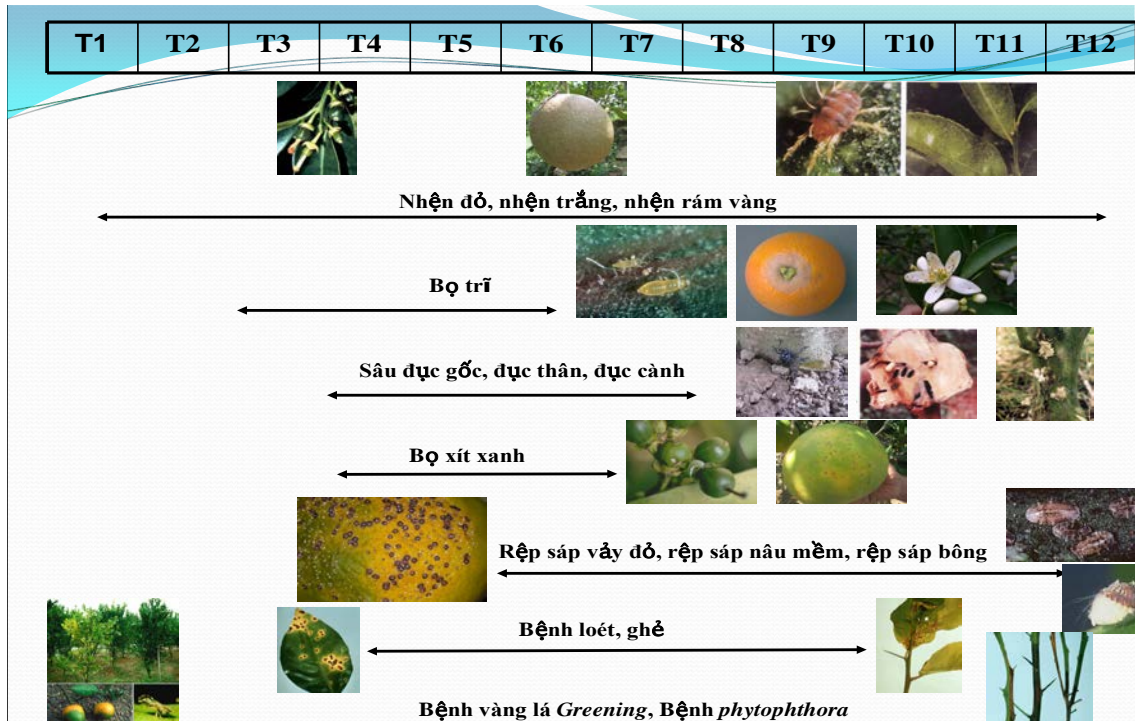 T1 T2 T3 T4 T5 T6 T7 T8 T9 T10 T11 T12
Nhện đỏ, nhện trắng, nhện rám vàng
Bọ trĩ
Sâu đục gốc, đục thân, đục cành
Bọ xít xanh
Rệp sáp vảy đỏ, rệp sáp nâu mềm, rệp sáp bông
Bệnh loét, ghẻ
Bệnh vàng lá Greening, Bệnh phytophthora